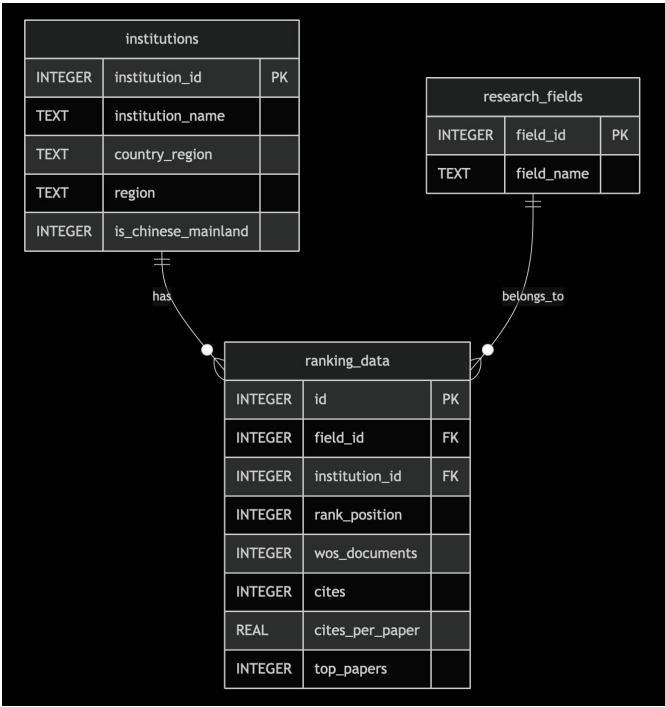 institutions
INTEGER institution_id PK
TEXT institution_name
TEXT country_region
TEXT region
INTEGER is_chinese_mainland
research_fields
INTEGER field_id PK
TEXT field_name
has
belongs_to
ranking_data
INTEGER id PK
INTEGER field_id FK
INTEGER institution_id FK
INTEGER rank_position
INTEGER wos_documents
INTEGER cites
REAL cites_per_paper
INTEGER top_papers